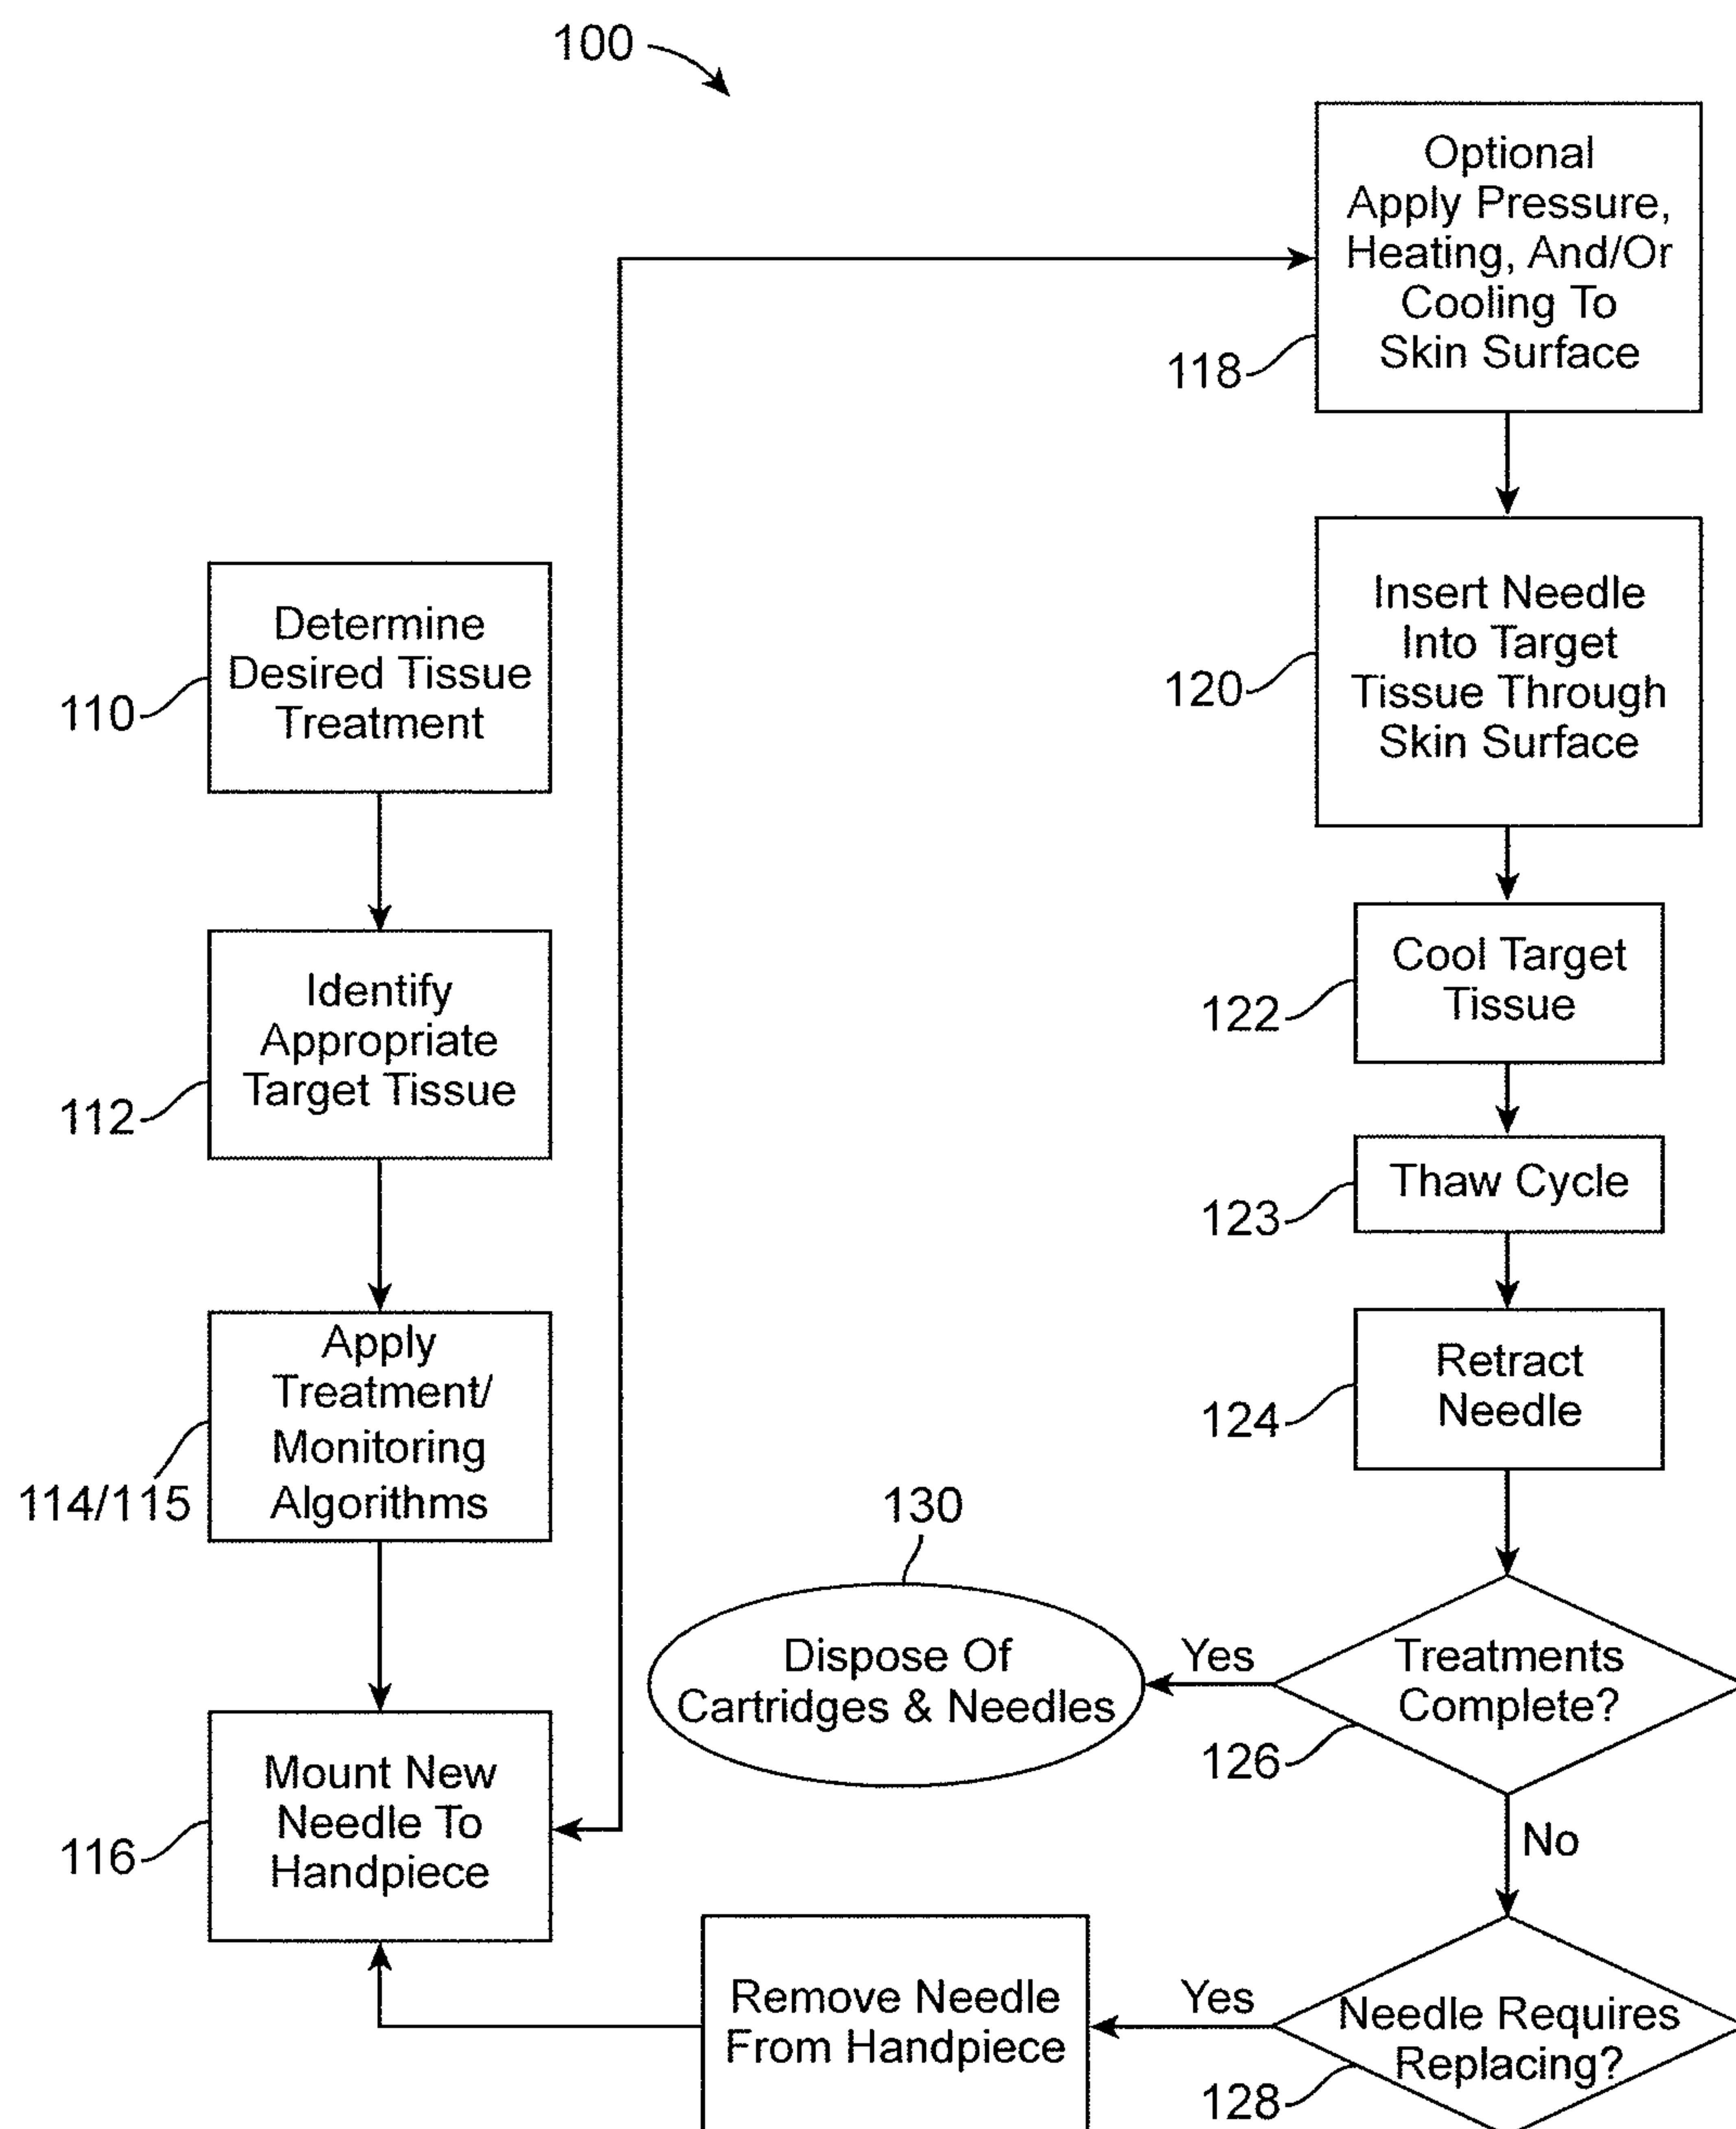 100
Determine
Desired Tissue
Treatment
110
Identify
Appropriate
Target Tissue
112
Apply
Treatment/
Monitoring
Algorithms
114/115
Mount New
Needle To
Handpiece
116
Optional
Apply Pressure,
Heating, And/Or
Cooling To
Skin Surface
118
Insert Needle
Into Target
Tissue Through
Skin Surface
120
Cool Target
Tissue
122
Thaw Cycle
123
Retract
Needle
124
Treatments
Complete?
126
Yes
130
Dispose Of
Cartridges & Needles
No
Needle Requires
Replacing?
128
Yes
Remove Needle
From Handpiece